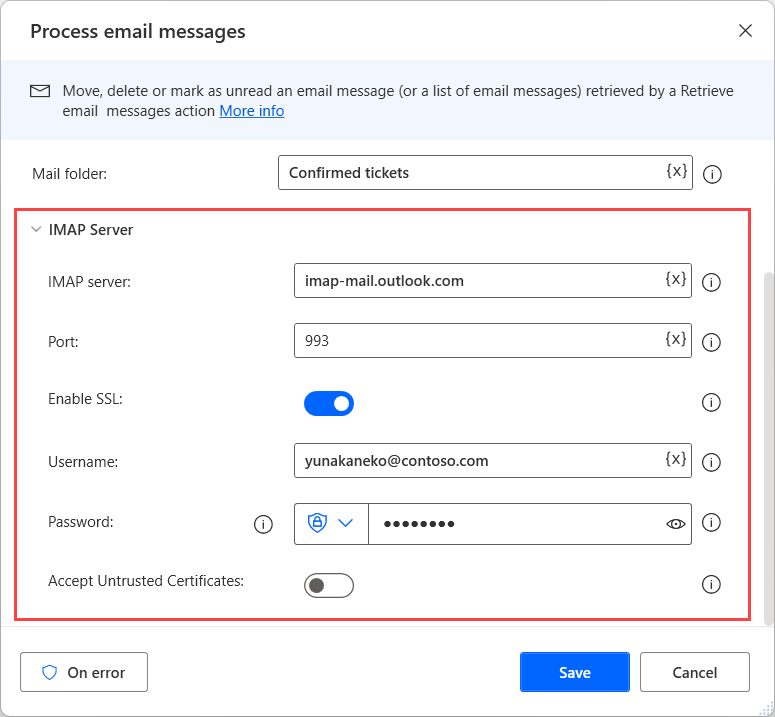 Process email messages
Move, delete or mark as unread an email message (or a list of email messages) retrieved by a Retrieve
email messages action More info
Mail folder: Confirmed tickets {x}
IMAP Server
IMAP server: imap-mail.outlook.com {x}
Port: 993 {x}
Enable SSL:
Username: yunakaneko@contoso.com {x}
Password: ••••••••
Accept Untrusted Certificates:
On error Save Cancel